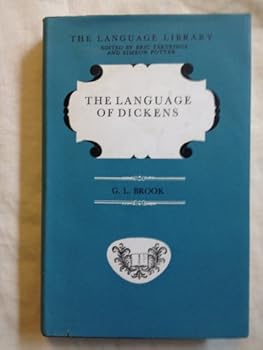 THE LANGUAGE LIBRARY
EDITED BY ERIC PARTRIDGE
AND SIMEON POTTER
THE LANGUAGE
OF DICKENS
G. L. BROOK